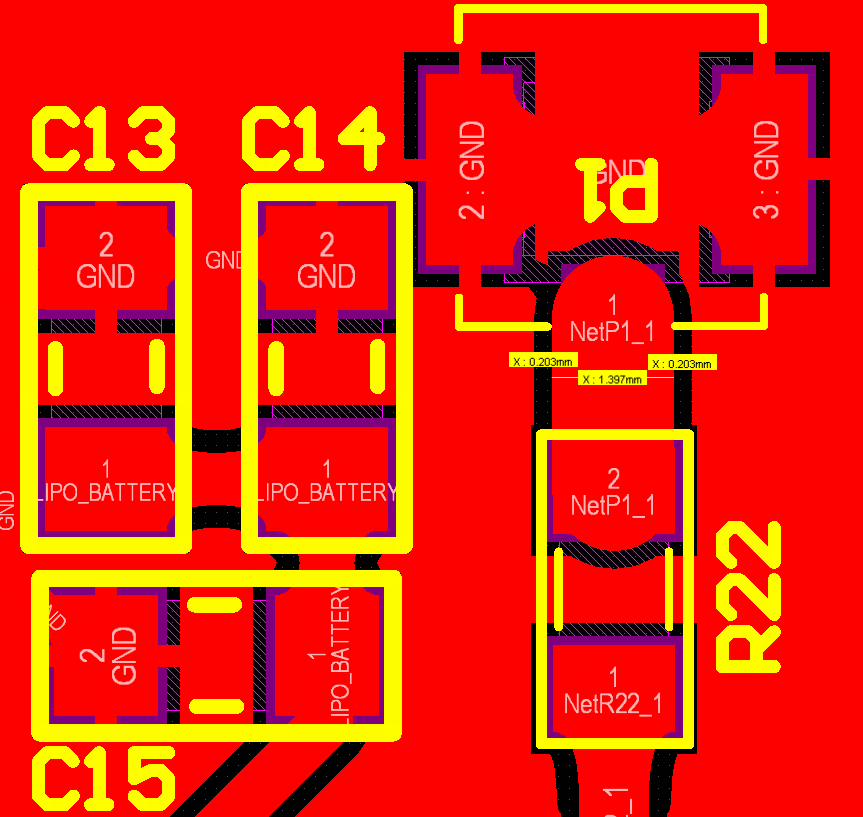 C13
C14
2 : GND
GND
P1
3 : GND
2
GND
GND
2
GND
1
NetP1_1
X : 0.203mm
X : 1.397mm
X : 0.203mm
1
LIPO_BATTERY
1
LIPO_BATTERY
2
NetP1_1
GND
R22
2
GND
1
LIPO_BATTERY
1
NetR22_1
C15